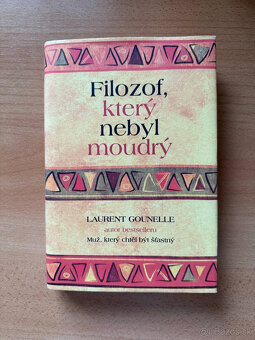 Filozof,
který
nebyl
moudrý
LAURENT GOUNELLE
autor bestselleru
Muž, který chtěl být šťastný